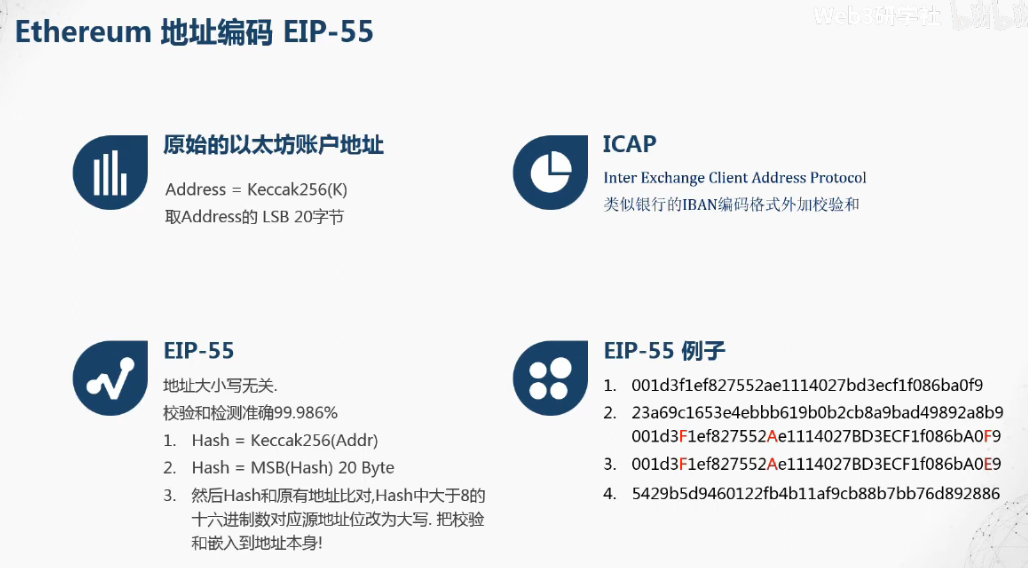 Ethereum 地址编码 EIP-55
Web3研学社
原始的以太坊账户地址
Address = Keccak256(K)
取Address的 LSB 20字节
ICAP
Inter Exchange Client Address Protocol
类似银行的IBAN编码格式外加校验和
EIP-55
地址大小写无关.
校验和检测准确99.986%
1. Hash = Keccak256(Addr)
2. Hash = MSB(Hash) 20 Byte
3. 然后Hash和原有地址比对,Hash中大于8的
十六进制数对应源地址位改为大写. 把校验
和嵌入到地址本身!
EIP-55 例子
1. 001d3f1ef827552ae1114027bd3ecf1f086ba0f9
2. 23a69c1653e4ebbb619b0b2cb8a9bad49892a8b9
001d3F1ef827552Ae1114027BD3ECF1f086bA0F9
3. 001d3F1ef827552Ae1114027BD3ECF1f086bA0E9
4. 5429b5d9460122fb4b11af9cb88b7bb76d892886